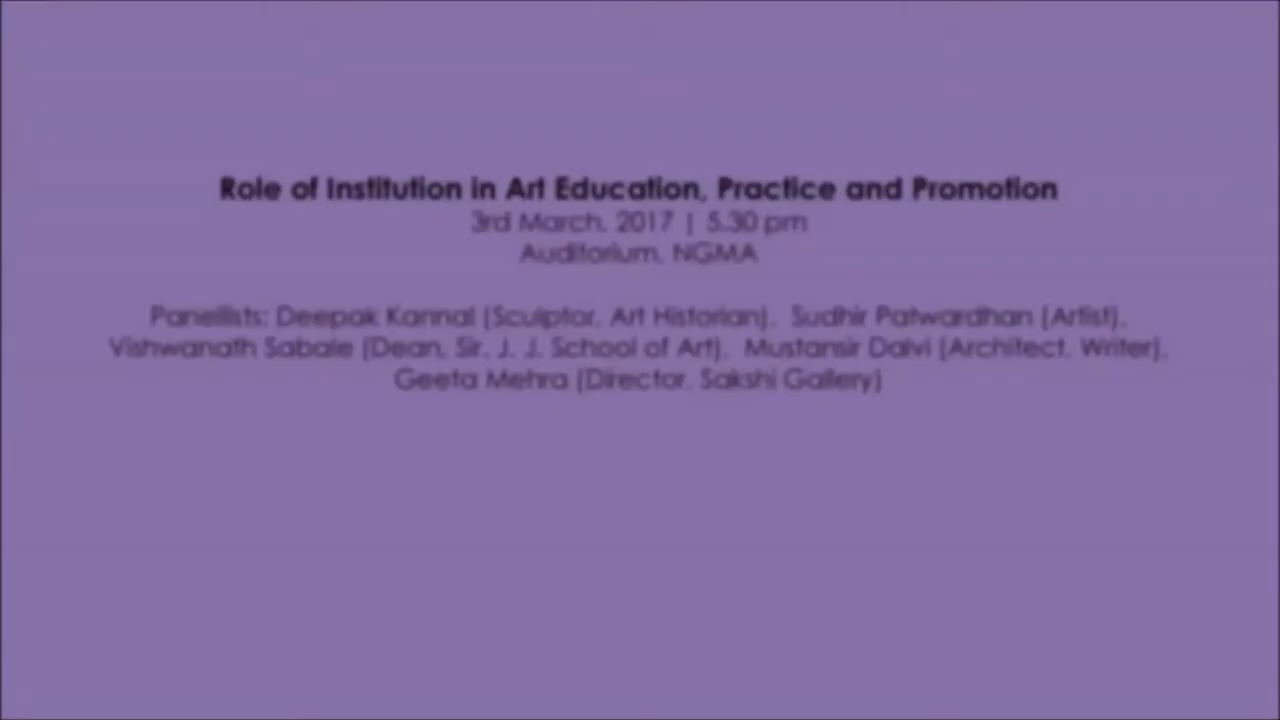 Role of Institution in Art Education, Practice and Promotion
3rd March, 2017 | 5.30 pm
Auditorium, NGMA
Panellists: Deepak Kannal (Sculptor, Art Historian), Sudhir Patwardhan (Artist),
Vishwanath Sabale (Dean, Sir. J. J. School of Art), Mustansir Dalvi (Architect, Writer),
Geeta Mehra (Director, Sakshi Gallery)